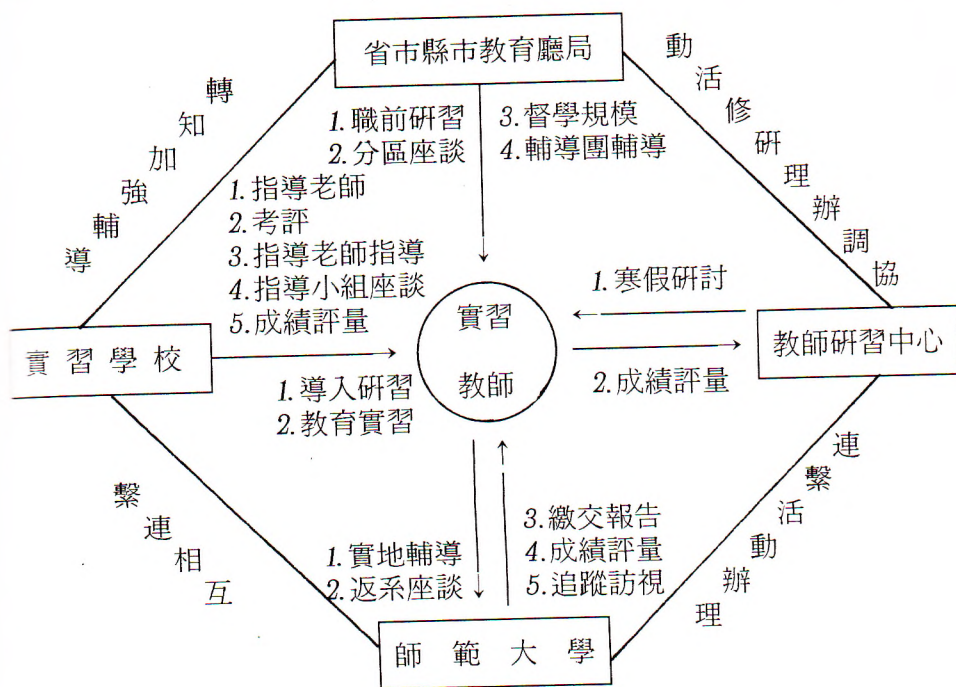 省市縣市教育廳局
1.職前研習
2.分區座談
3.督學規模
4.輔導團輔導
轉知加強輔導
動活修研理辦調協
1.指導老師
2.考評
3.指導老師指導
4.指導小組座談
5.成績評量
1.寒假研討
實習學校
實習
教師
教師研習中心
1.導入研習
2.教育實習
2.成績評量
繫連相互
連繫活動辦理
1.實地輔導
2.返系座談
3.繳交報告
4.成績評量
5.追蹤訪視
師範大學